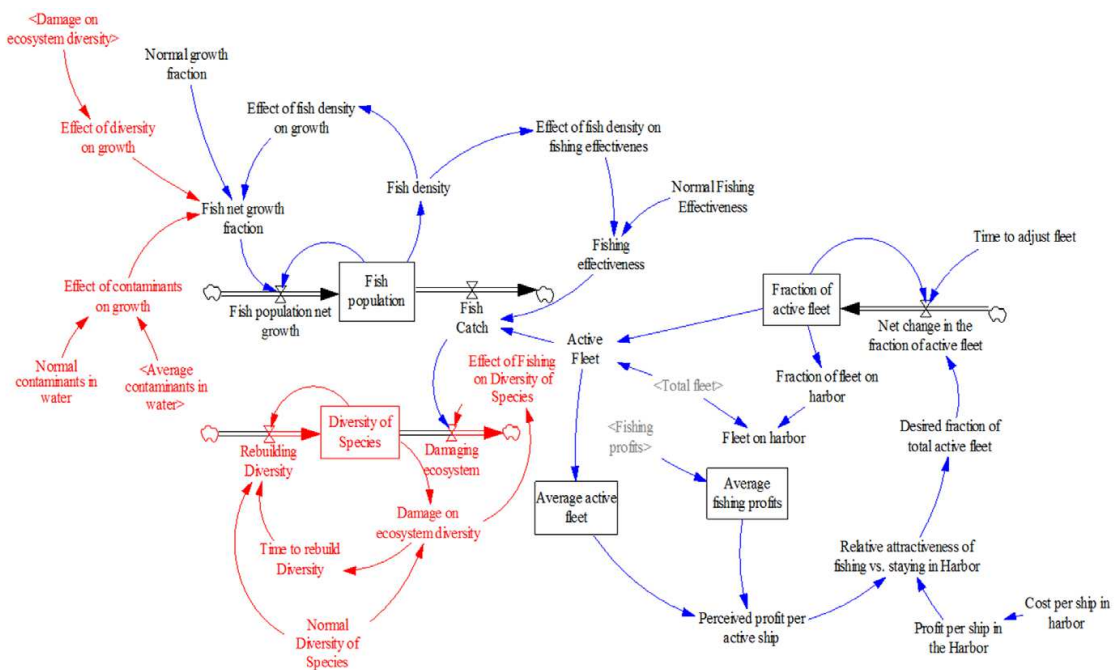 <Damage on
ecosystem diversity>
Normal growth
fraction
Effect of diversity
on growth
Effect of fish density
on growth
Effect of fish density on
fishing effectivenes
Fish density
Normal Fishing
Effectiveness
Fish net growth
fraction
Fishing
effectiveness
Time to adjust fleet
Effect of contaminants
on growth
Fish
population
Fish population net
growth
Fish
Catch
Fraction of
active fleet
Net change in the
fraction of active fleet
Normal
contaminants in
water
<Average
contaminants in
water>
Active
Fleet
Effect of Fishing
on Diversity of
Species
<Total fleet>
Fraction of fleet on
harbor
Diversity of
Species
Rebuilding
Diversity
Damaging
ecosystem
<Fishing
profits>
Fleet on harbor
Desired fraction of
total active fleet
Average active
fleet
Average
fishing profits
Damage on
ecosystem diversity
Time to rebuild
Diversity
Relative attractiveness of
fishing vs. staying in Harbor
Normal
Diversity of
Species
Perceived profit per
active ship
Profit per ship in
the Harbor
Cost per ship in
harbor